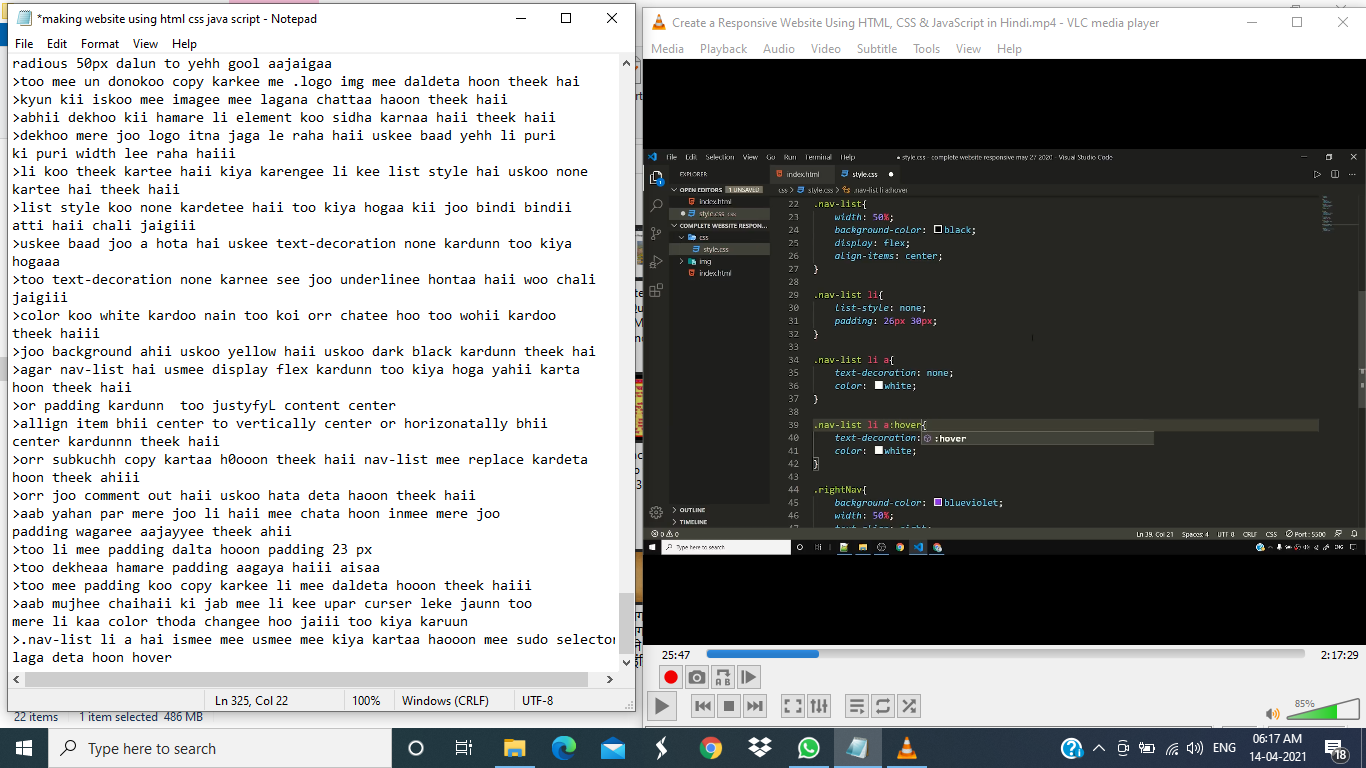 *making website using html css java script - Notepad
File Edit Format View Help
radious 50px dalun to yehh gool aajaigaa
>too mee un donokoo copy karkee me .logo img mee daldeta hoon theek hai
>kyun kii iskoo mee imagee mee lagana chattaa haoon theek haii
>abhii dekhoo kii hamare li element koo sidha karnaa haii theek haii
>dekhoo mere joo logo itna jaga le raha haii uskee baad yehh li puri
ki puri width lee raha haiii
>li koo theek kartee haii kiya karengee li kee list style hai uskoo none
kartee hai theek haii
>list style koo none kardetee haii too kiya hogaa kii joo bindi bindii
atti haii chali jaigiii
>uskee baad joo a hota hai uskee text-decoration none kardunn too kiya
hogaaa
>too text-decoration none karnee see joo underlinee hontaa haii woo chali
jaigiii
>color koo white kardoo nain too koi orr chatee hoo too wohii kardoo
theek haiii
>joo background ahii uskoo yellow haii uskoo dark black kardunn theek hai
>agar nav-list hai usmee display flex kardunn too kiya hoga yahii karta
hoon theek haii
>or padding kardunn  too justyfyL content center
>allign item bhii center to vertically center or horizonatally bhii
center kardunnn theek haii
>orr subkuchh copy kartaa h0ooon theek haii nav-list mee replace kardeta
hoon theek ahiii
>orr joo comment out haii uskoo hata deta haoon theek haii
>aab yahan par mere joo li haii mee chata hoon inmee mere joo
padding wagaree aajayyee theek ahii
>too li mee padding dalta hooon padding 23 px
>too dekheaa hamare padding aagaya haiii aisaa
>too mee padding koo copy karkee li mee daldeta hooon theek haiii
>aab mujhee chaihaii ki jab mee li kee upar curser leke jaunn too
mere li kaa color thoda changee hoo jaiii too kiya karuun
>.nav-list li a hai ismee mee usmee mee kiya kartaa haooon mee sudo selector
laga deta hoon hover
Ln 325, Col 22 100% Windows (CRLF) UTF-8
22 items 1 item selected 486 MB
Create a Responsive Website Using HTML, CSS & JavaScript in Hindi.mp4 - VLC media player
Media Playback Audio Video Subtitle Tools View Help
File Edit Selection View Go Run Terminal Help
• style.css - complete website responsive may 27 2020 - Visual Studio Code
EXPLORER
OPEN EDITORS 1 UNSAVED
index.html
style.css css
COMPLETE WEBSITE RESPON...
css
style.css
img
index.html
OUTLINE
TIMELINE
index.html style.css
css > style.css > .nav-list li a:hover
22 .nav-list{
23 width: 50%;
24 background-color: black;
25 display: flex;
26 align-items: center;
27 }
28
29 .nav-list li{
30 list-style: none;
31 padding: 26px 30px;
32 }
33
34 .nav-list li a{
35 text-decoration: none;
36 color: white;
37 }
38
39 .nav-list li a:hover{
40 text-decoration: :hover
41 color: white;
42 }
43
44 .rightNav{
45 background-color: blueviolet;
46 width: 50%;
47 text-align: right;
0 0 Ln 39, Col 21 Spaces: 4 UTF-8 CRLF CSS Port : 5500
Type here to search ENG
25:47 2:17:29
85%
Type here to search
ENG
06:17 AM
14-04-2021
18